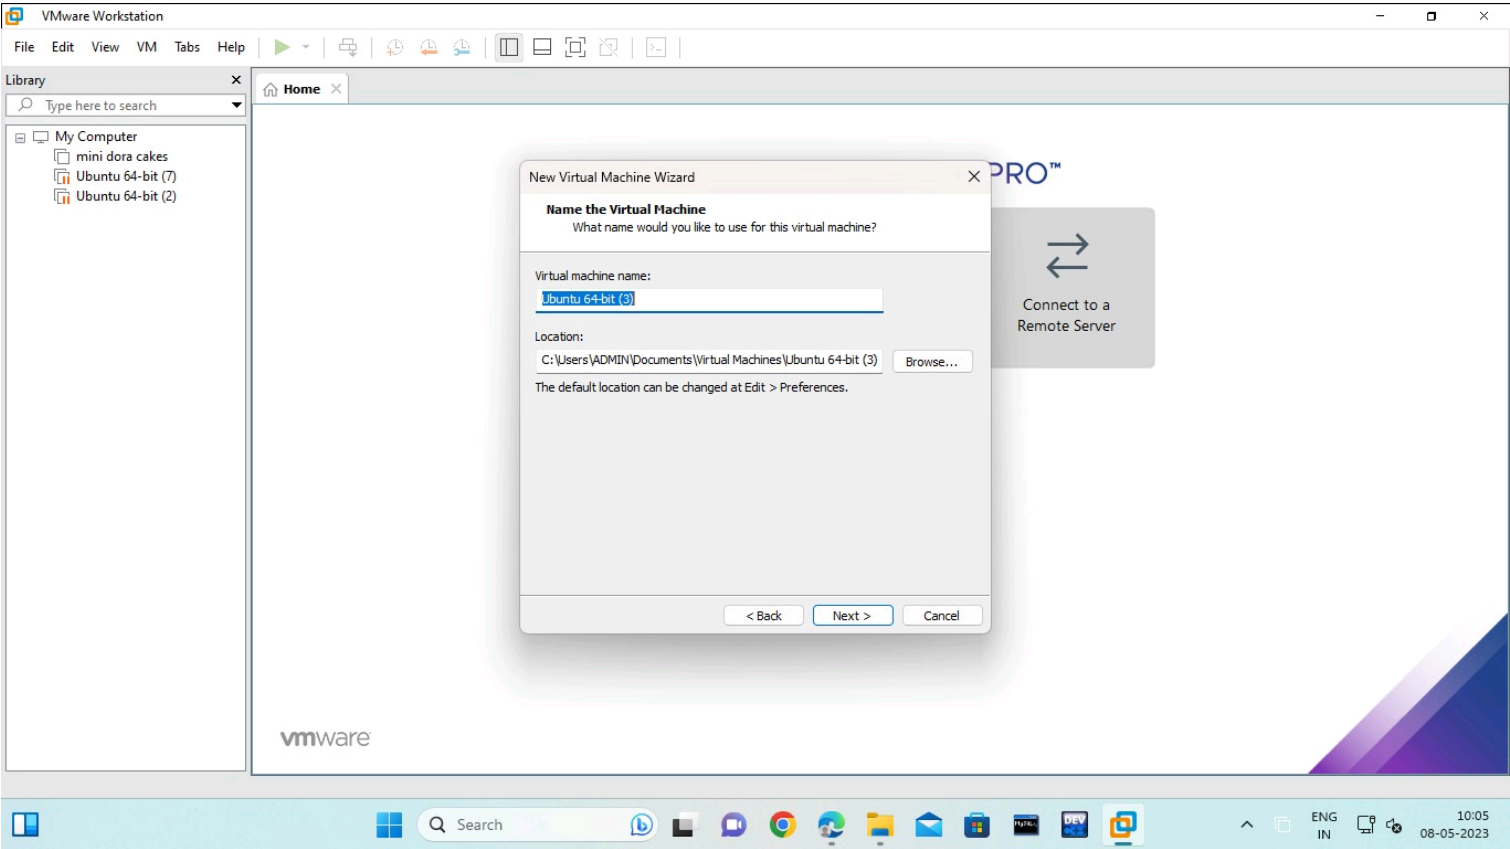 VMware Workstation
File Edit View VM Tabs Help
Library
Type here to search
My Computer
mini dora cakes
Ubuntu 64-bit (7)
Ubuntu 64-bit (2)
Home
PRO™
New Virtual Machine Wizard
Name the Virtual Machine
What name would you like to use for this virtual machine?
Virtual machine name:
Ubuntu 64-bit (3)
Location:
C:\Users\ADMIN\Documents\Virtual Machines\Ubuntu 64-bit (3)
Browse...
The default location can be changed at Edit > Preferences.
< Back
Next >
Cancel
Connect to a
Remote Server
vmware
Search
MySQL
DEV
ENG
IN
10:05
08-05-2023